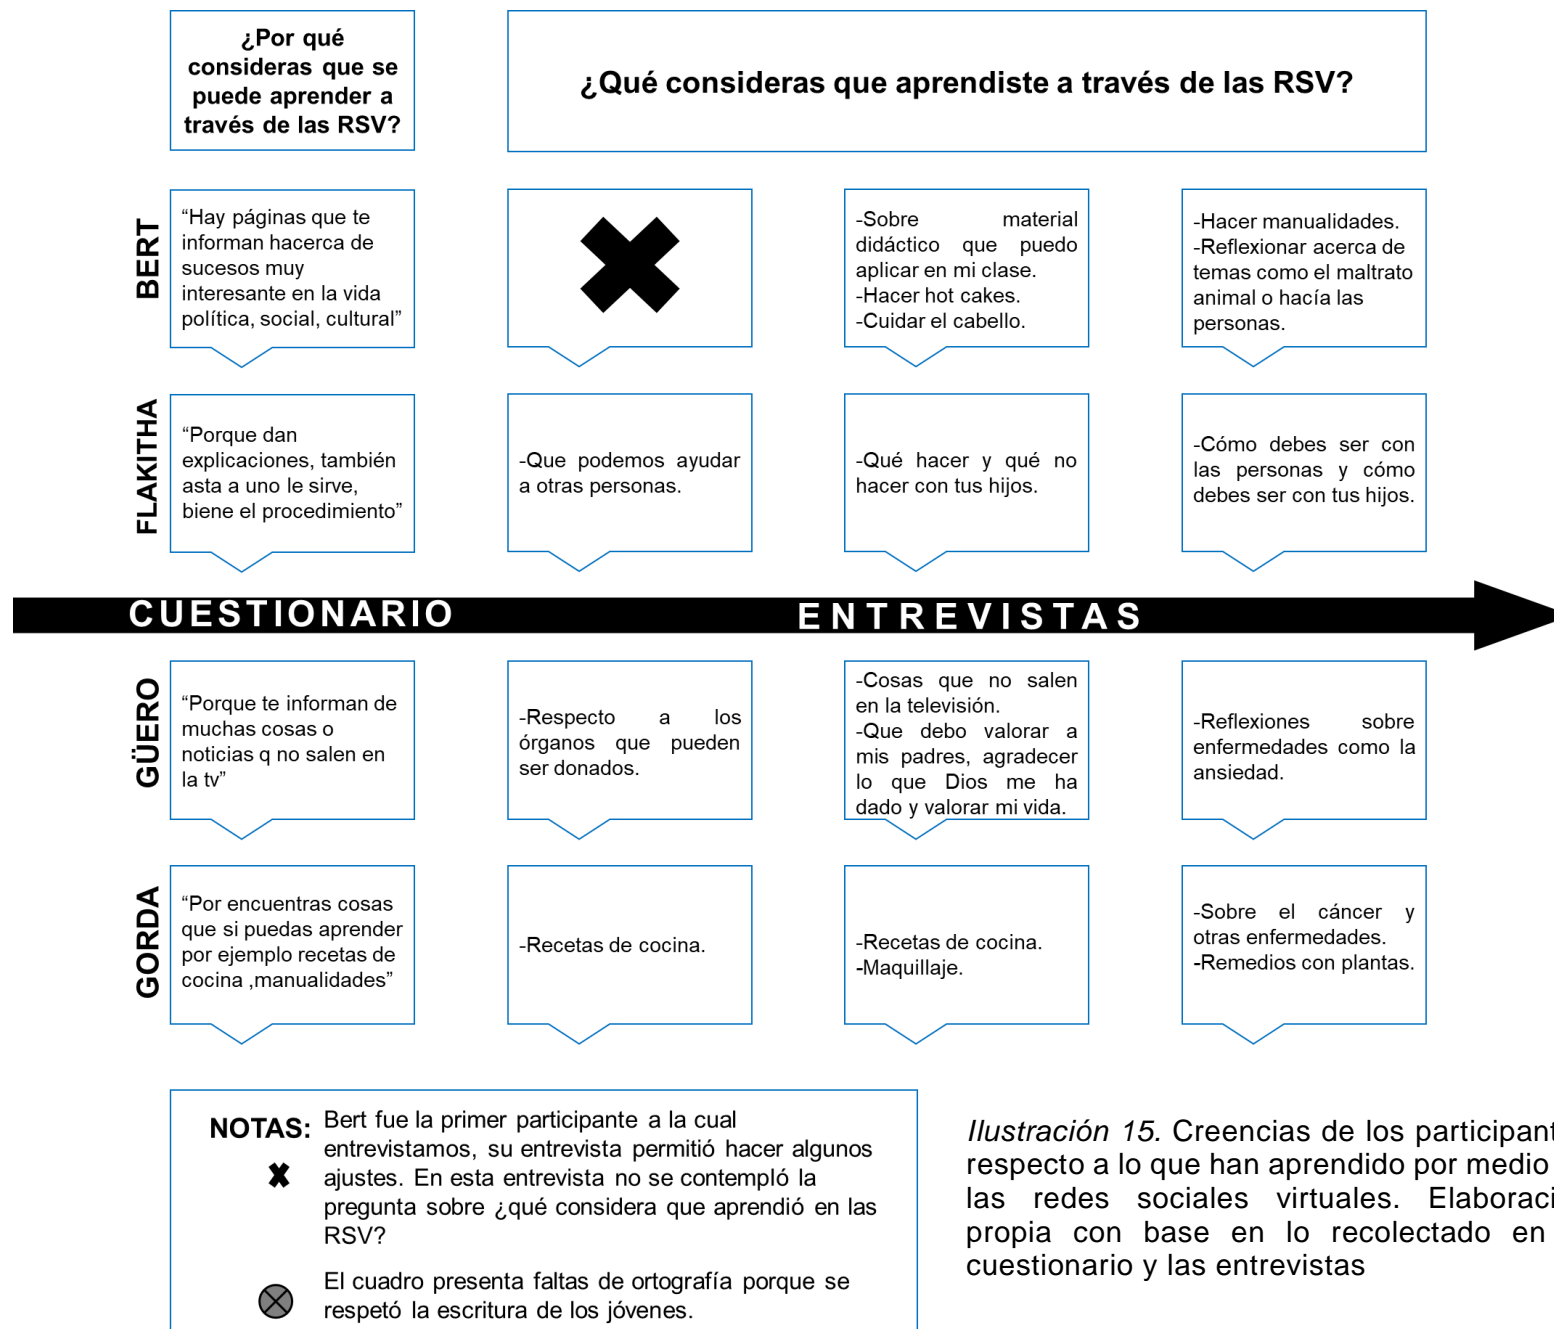 ¿Por qué
consideras que se
puede aprender a
través de las RSV?
¿Qué consideras que aprendiste a través de las RSV?
BERT
“Hay páginas que te
informan hacerca de
sucesos muy
interesante en la vida
política, social, cultural”
-Sobre material
didáctico que puedo
aplicar en mi clase.
-Hacer hot cakes.
-Cuidar el cabello.
-Hacer manualidades.
-Reflexionar acerca de
temas como el maltrato
animal o hacía las
personas.
FLAKITHA
“Porque dan
explicaciones, también
asta a uno le sirve,
biene el procedimiento”
-Que podemos ayudar
a otras personas.
-Qué hacer y qué no
hacer con tus hijos.
-Cómo debes ser con
las personas y cómo
debes ser con tus hijos.
CUESTIONARIO
ENTREVISTAS
GÜERO
“Porque te informan de
muchas cosas o
noticias q no salen en
la tv”
-Respecto a los
órganos que pueden
ser donados.
-Cosas que no salen
en la televisión.
-Que debo valorar a
mis padres, agradecer
lo que Dios me ha
dado y valorar mi vida.
-Reflexiones sobre
enfermedades como la
ansiedad.
GORDA
“Por encuentras cosas
que si puedas aprender
por ejemplo recetas de
cocina ,manualidades”
-Recetas de cocina.
-Recetas de cocina.
-Maquillaje.
-Sobre el cáncer y
otras enfermedades.
-Remedios con plantas.
NOTAS:
Bert fue la primer participante a la cual
entrevistamos, su entrevista permitió hacer algunos
ajustes. En esta entrevista no se contempló la
pregunta sobre ¿qué considera que aprendió en las
RSV?
El cuadro presenta faltas de ortografía porque se
respetó la escritura de los jóvenes.
Ilustración 15. Creencias de los participant
respecto a lo que han aprendido por medio
las redes sociales virtuales. Elaboraci
propia con base en lo recolectado en
cuestionario y las entrevistas